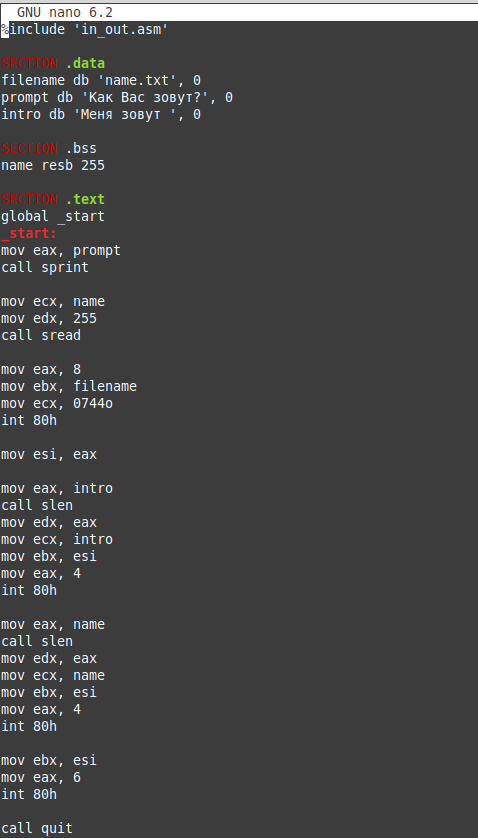 GNU nano 6.2
%include 'in_out.asm'
SECTION .data
filename db 'name.txt', 0
prompt db 'Как Вас зовут?', 0
intro db 'Меня зовут ', 0
SECTION .bss
name resb 255
SECTION .text
global _start
_start:
mov eax, prompt
call sprint
mov ecx, name
mov edx, 255
call sread
mov eax, 8
mov ebx, filename
mov ecx, 0744o
int 80h
mov esi, eax
mov eax, intro
call slen
mov edx, eax
mov ecx, intro
mov ebx, esi
mov eax, 4
int 80h
mov eax, name
call slen
mov edx, eax
mov ecx, name
mov ebx, esi
mov eax, 4
int 80h
mov ebx, esi
mov eax, 6
int 80h
call quit